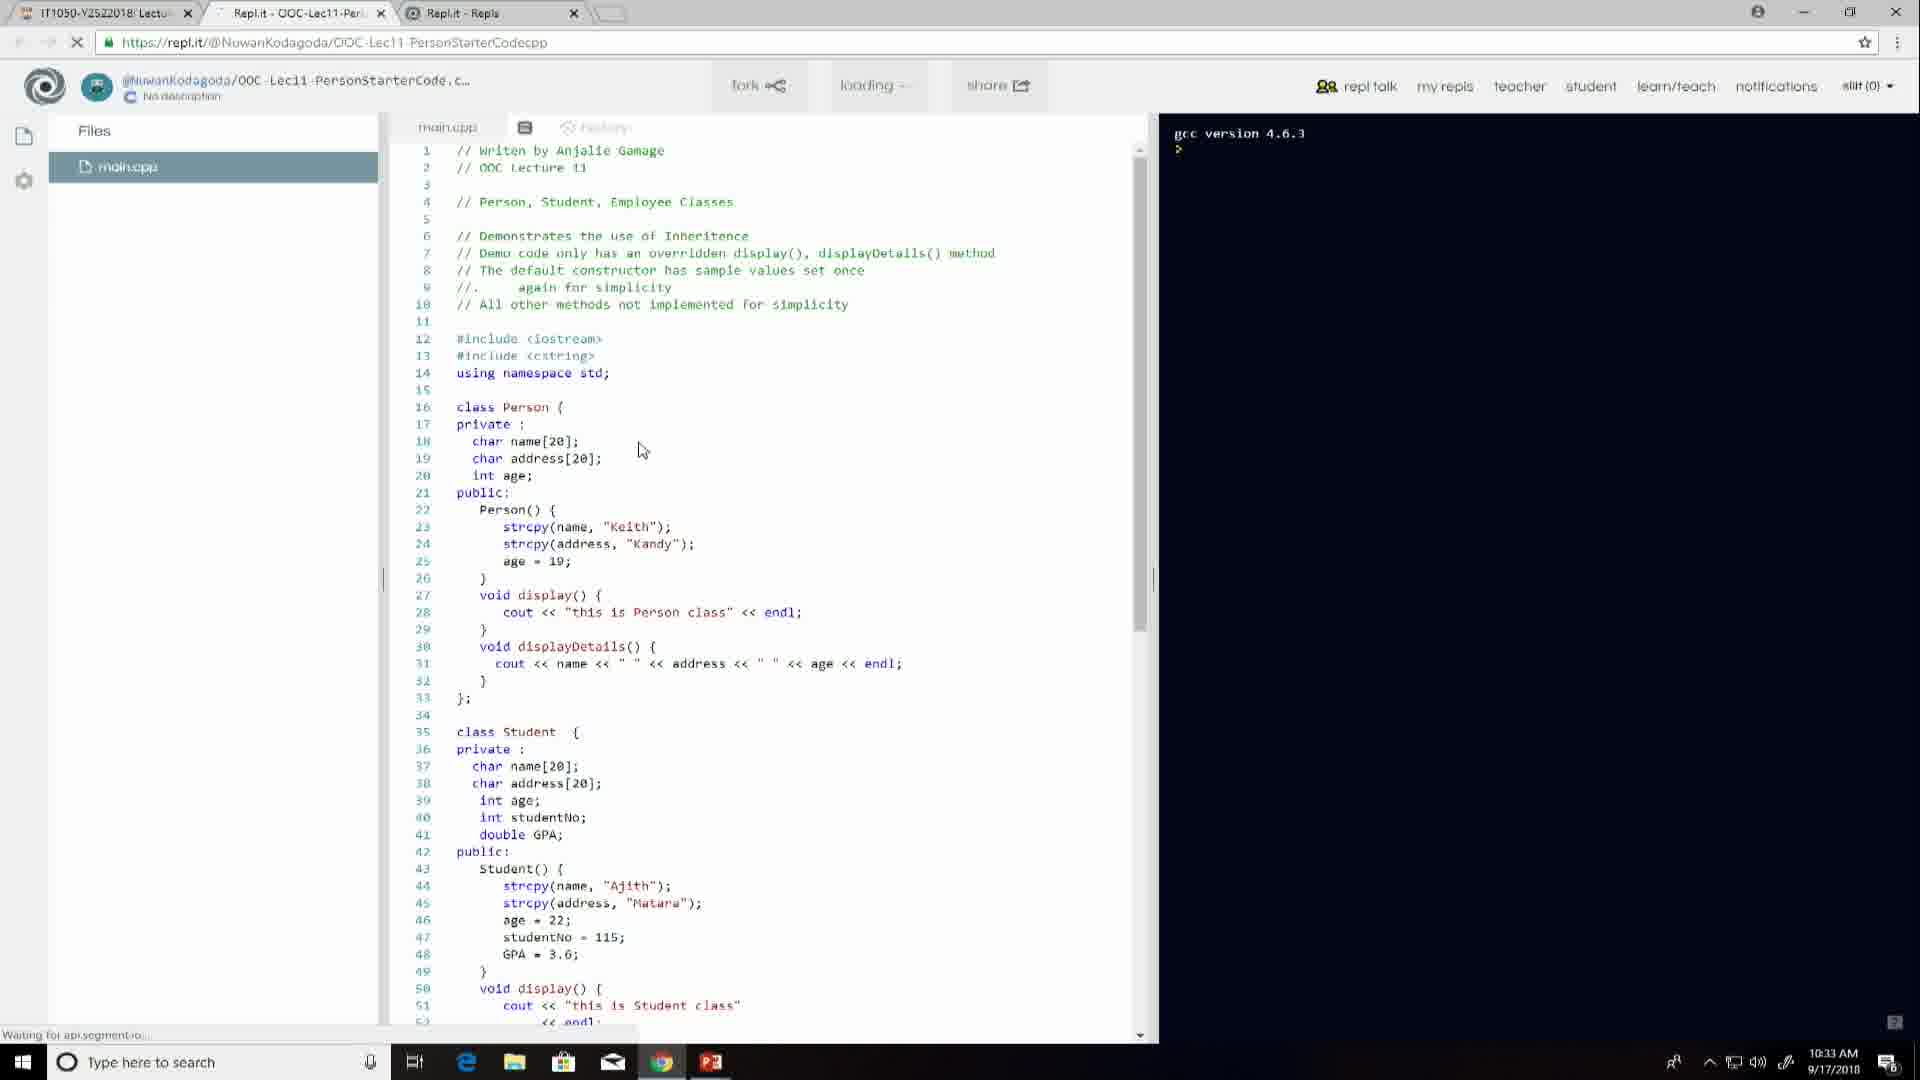 IT1050-Y2S22018: Lectu
Repl.it - OOC-Lec11-Per
Repl.it - Repls
https://repl.it/@NuwanKodagoda/OOC-Lec11-PersonStarterCodecpp
@NuwanKodagoda/OOC-Lec11-PersonStarterCode.c...
No description
fork
loading
share
repl talk
my repls
teacher
student
learn/teach
notifications
sliit (0)
Files
main.cpp
main.cpp
history
1 // Writen by Anjalie Gamage
2 // OOC Lecture 11
3
4 // Person, Student, Employee Classes
5
6 // Demonstrates the use of Inheritence
7 // Demo code only has an overridden display(), displayDetails() method
8 // The default constructor has sample values set once
9 //. again for simplicity
10 // All other methods not implemented for simplicity
11
12 #include <iostream>
13 #include <cstring>
14 using namespace std;
15
16 class Person {
17 private :
18 char name[20];
19 char address[20];
20 int age;
21 public:
22 Person() {
23 strcpy(name, "Keith");
24 strcpy(address, "Kandy");
25 age = 19;
26 }
27 void display() {
28 cout << "this is Person class" << endl;
29 }
30 void displayDetails() {
31 cout << name << " " << address << " " << age << endl;
32 }
33 };
34
35 class Student {
36 private :
37 char name[20];
38 char address[20];
39 int age;
40 int studentNo;
41 double GPA;
42 public:
43 Student() {
44 strcpy(name, "Ajith");
45 strcpy(address, "Matara");
46 age = 22;
47 studentNo = 115;
48 GPA = 3.6;
49 }
50 void display() {
51 cout << "this is Student class"
52 << endl;
gcc version 4.6.3
>
Waiting for api.segment.io...
Type here to search
10:33 AM
9/17/2018
6